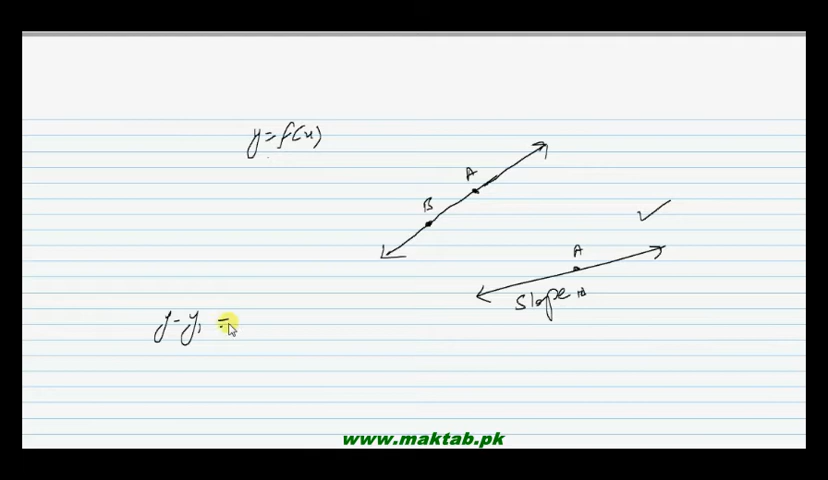 y=f(x)
A
B
A
Slope
y-y₁ =
www.maktab.pk